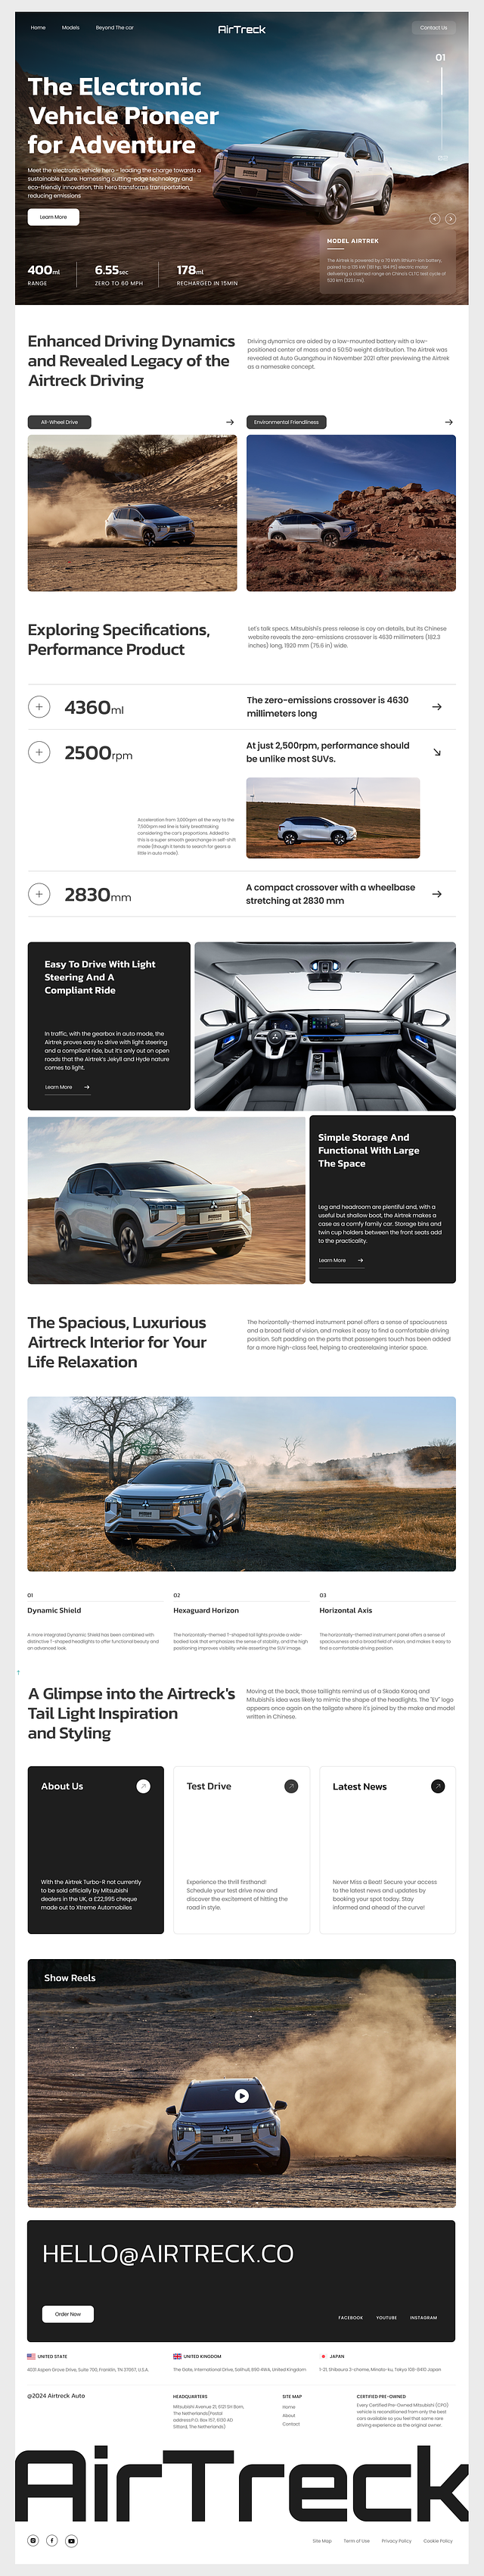 Home
Models
Beyond The car
AirTreck
Contact Us
01
The Electronic
Vehicle Pioneer
for Adventure
Meet the electronic vehicle hero - leading the charge towards a
sustainable future. Harnessing cutting-edge technology and
eco-friendly innovation, this hero transforms transportation,
reducing emissions
Learn More
MODEL AIRTREK
The Airtrek is powered by a 70 kWh lithium-ion battery,
paired to a 135 kW (181 hp; 184 PS) electric motor
delivering a claimed range on China's CLTC test cycle of
520 km (323 mi).
400ml
RANGE
6.55sec
ZERO TO 60 MPH
178ml
RECHARGED IN 15MIN
Enhanced Driving Dynamics
and Revealed Legacy of the
Airtreck Driving
Driving dynamics are aided by a low-mounted battery with a low-
positioned center of mass and a 50:50 weight distribution. The Airtrek was
revealed at Auto Guangzhou in November 2021 after previewing the Airtrek
as a namesake concept.
All-Wheel Drive
Environmental Friendliness
Exploring Specifications,
Performance Product
Let's talk specs. Mitsubishi's press release is coy on details, but its Chinese
website reveals the zero-emissions crossover is 4630 millimeters (182.3
inches) long, 1920 mm (75.6 in) wide.
4360ml
The zero-emissions crossover is 4630
millimeters long
2500rpm
At just 2,500rpm, performance should
be unlike most SUVs.
Acceleration from 3,000rpm all the way to the
7,500rpm red line is fairly breathtaking
considering the car's proportions. Added to
this is a super smooth gearchange in self-shift
mode (though it tends to search for gears a
little in auto mode).
2830mm
A compact crossover with a wheelbase
stretching at 2830 mm
Easy To Drive With Light
Steering And A
Compliant Ride
In traffic, with the gearbox in auto mode, the
Airtrek proves easy to drive with light steering
and a compliant ride, but it's only out on open
roads that the Airtrek's Jekyll and Hyde nature
comes to light.
Learn More
Simple Storage And
Functional With Large
The Space
Leg and headroom are plentiful and, with a
useful but shallow boot, the Airtrek makes a
case as a comfy family car. Storage bins and
twin cup holders between the front seats add
to the practicality.
Learn More
The Spacious, Luxurious
Airtreck Interior for Your
Life Relaxation
The horizontally-themed instrument panel offers a sense of spaciousness
and a broad field of vision, and makes it easy to find a comfortable driving
position. Soft padding on the parts that passengers touch has been added
for a more high-class feel, helping to createrelaxing interior space.
01
Dynamic Shield
A more integrated Dynamic Shield has been combined with
distinctive T-shaped headlights to offer functional beauty and
an advanced look.
02
Hexaguard Horizon
The horizontally-themed T-shaped tail lights provide a wide-
bodied look that emphasizes the sense of stability, and the high
positioning improves visibility while asserting the SUV image.
03
Horizontal Axis
The horizontally-themed instrument panel offers a sense of
spaciousness and a broad field of vision, and makes it easy to
find a comfortable driving position.
A Glimpse into the Airtreck's
Tail Light Inspiration
and Styling
Moving at the back, those taillights remind us of a Skoda Karoq and
Mitubishi's idea was likely to mimic the shape of the headlights. The "EV" logo
appears once again on the tailgate where it's joined by the make and model
written in Chinese.
About Us
With the Airtrek Turbo-R not currently
to be sold officially by Mitsubishi
dealers in the UK, a £22,995 cheque
made out to Xtreme Automobiles
Test Drive
Experience the thrill firsthand!
Schedule your test drive now and
discover the excitement of hitting the
road in style.
Latest News
Never Miss a Beat! Secure your access
to the latest news and updates by
booking your spot today. Stay
informed and ahead of the curve!
Show Reels
HELLO@AIRTRECK.CO
Order Now
FACEBOOK
YOUTUBE
INSTAGRAM
UNITED STATE
4031 Aspen Grove Drive, Suite 700, Franklin, TN 37067, U.S.A.
UNITED KINGDOM
The Gate, International Drive, Solihull, B90 4WA, United Kingdom
JAPAN
1-21, Shibaura 3-chome, Minato-ku, Tokyo 108-8410 Japan
@2024 Airtreck Auto
HEADQUARTERS
Mitsubishi Avenue 21, 6121 SH Born,
The Netherlands(Postal
address:P.O. Box 157, 6130 AD
Sittard, The Netherlands)
SITE MAP
Home
About
Contact
CERTIFIED PRE-OWNED
Every Certified Pre-Owned Mitsubishi (CPO)
vehicle is reconditioned from only the best
cars available so you feel that same rare
driving experience as the original owner.
AirTreck
Site Map
Term of Use
Privacy Policy
Cookie Policy